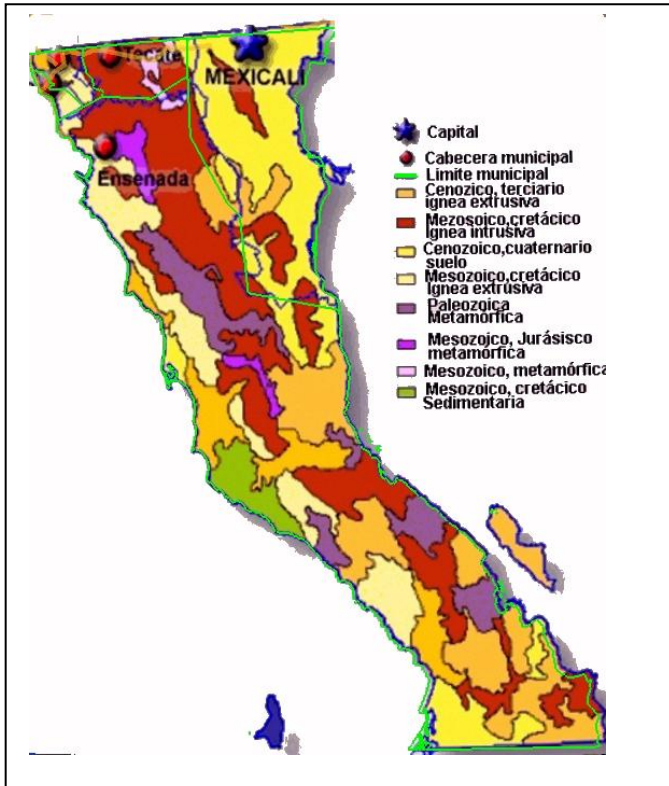 Tecate
MEXICALI
Ensenada
Capital
Cabecera municipal
Limite municipal
Cenozico, terciario
Ignea extrusiva
Mezosoico,cretácico
Ignea intrusiva
Cenozoico,cuaternario
suelo
Mesozoico,cretácico
Ignea extrusiva
Paleozoica
Metamórfica
Mesozoico, Jurásisco
metamórfica
Mesozoico, metamórfica
Mesozoico, cretácico
Sedimentaria